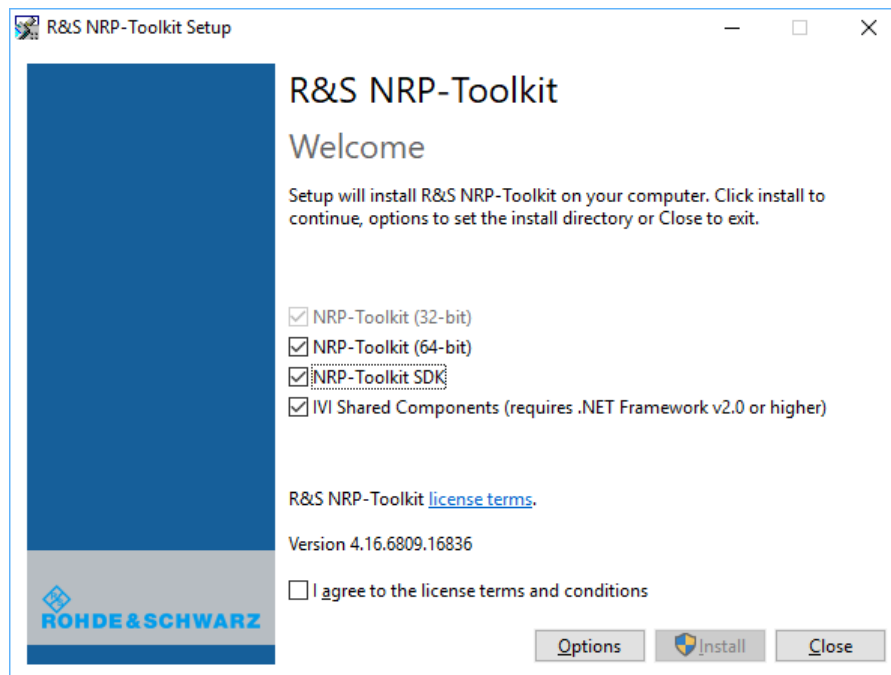 R&S NRP-Toolkit Setup
R&S NRP-Toolkit
Welcome
Setup will install R&S NRP-Toolkit on your computer. Click install to
continue, options to set the install directory or Close to exit.
NRP-Toolkit (32-bit)
NRP-Toolkit (64-bit)
NRP-Toolkit SDK
IVI Shared Components (requires .NET Framework v2.0 or higher)
R&S NRP-Toolkit license terms.
Version 4.16.6809.16836
I agree to the license terms and conditions
ROHDE&SCHWARZ
Options Install Close